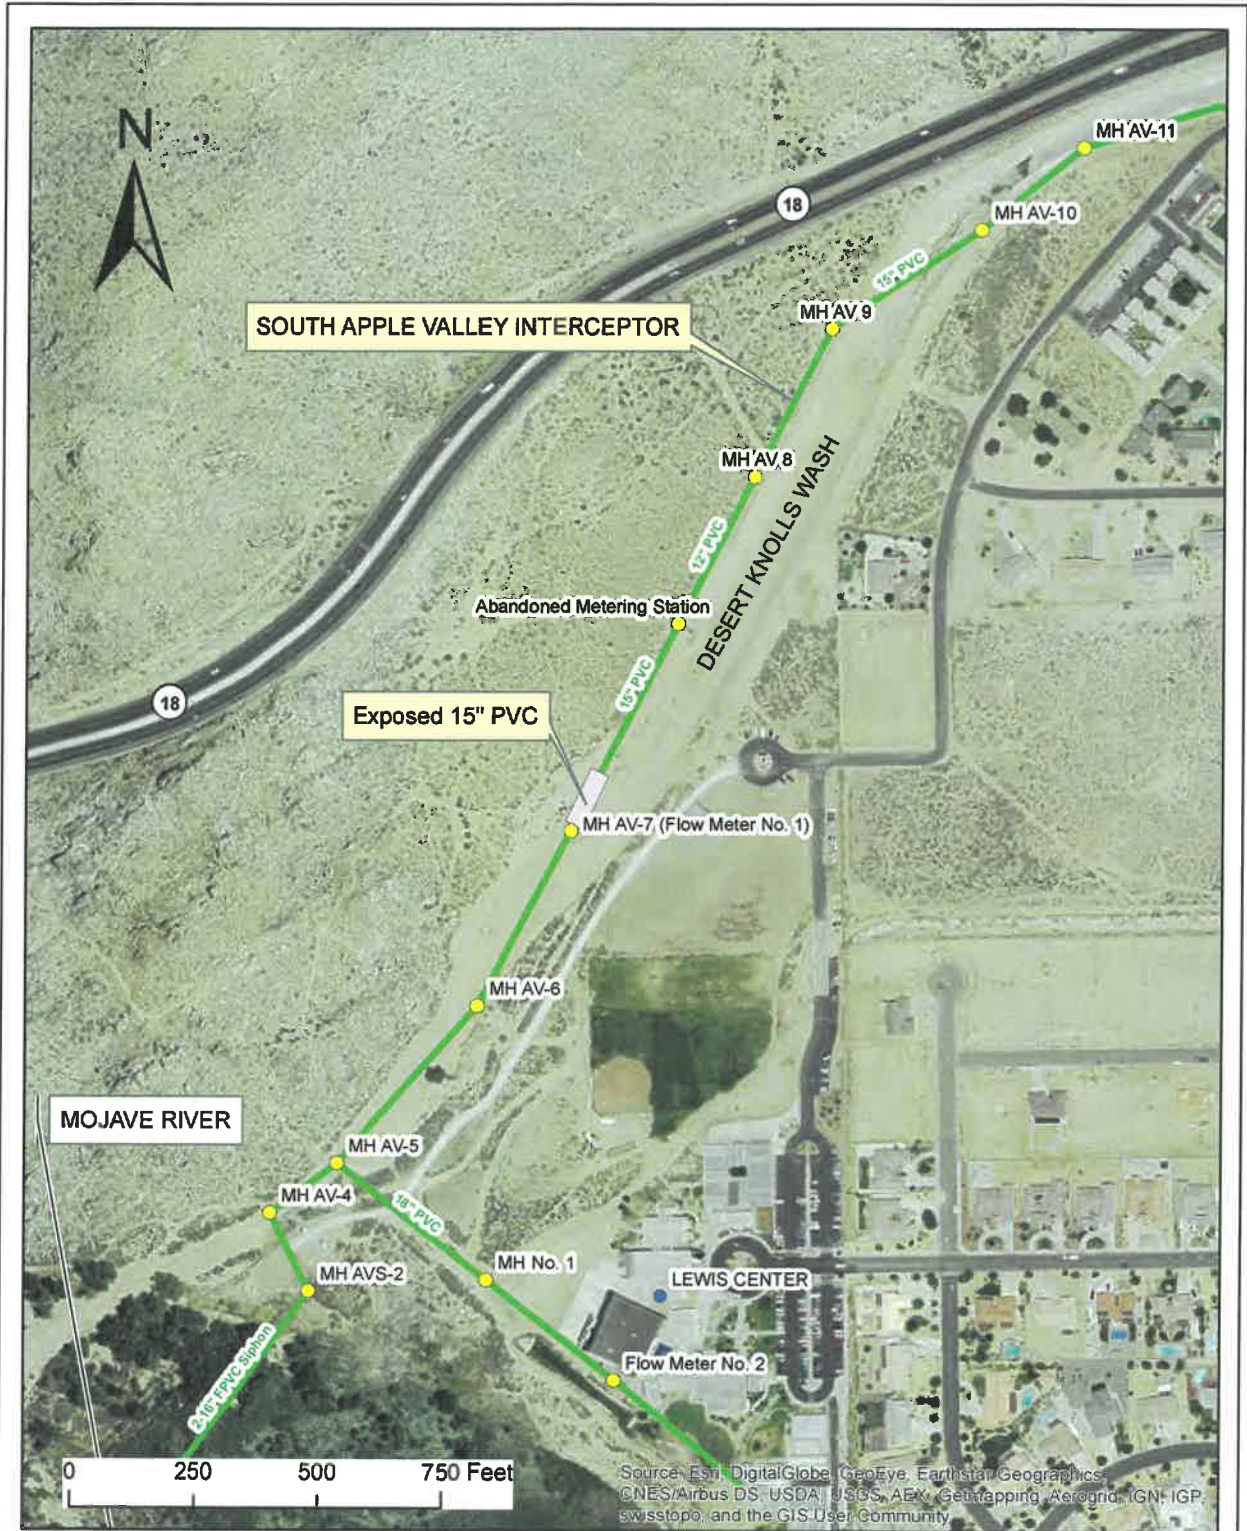 N
MH AV-11
18
MH AV-10
15" PVC
MH AV 9
SOUTH APPLE VALLEY INTERCEPTOR
MH AV 8
DESERT KNOLLS WASH
12" PVC
Abandoned Metering Station
15" PVC
18
Exposed 15" PVC
MH AV-7 (Flow Meter No. 1)
MH AV-6
MOJAVE RIVER
MH AV-5
MH AV-4
18" PVC
MH No. 1
MH AVS-2
LEWIS CENTER
2-16" FPVC Siphon
Flow Meter No. 2
0 250 500 750 Feet
Source: Esri, DigitalGlobe, GeoEye, Earthstar Geographics,
CNES/Airbus DS, USDA, USGS, AEX, Getmapping, Aerogrid, IGN, IGP,
swisstopo, and the GIS User Community